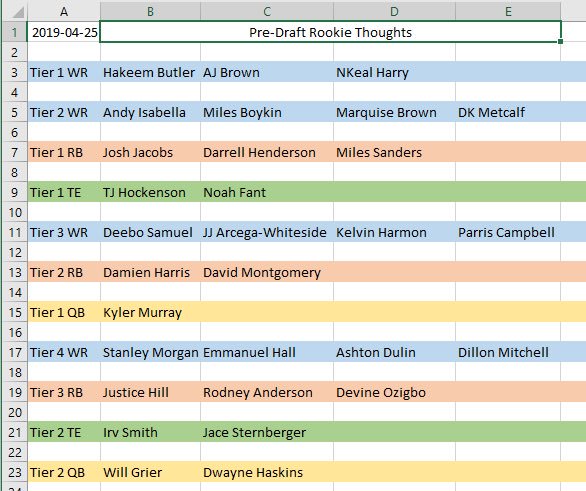 A B C D E
1 2019-04-25 Pre-Draft Rookie Thoughts
2
3 Tier 1 WR Hakeem Butler AJ Brown NKeal Harry
4
5 Tier 2 WR Andy Isabella Miles Boykin Marquise Brown DK Metcalf
6
7 Tier 1 RB Josh Jacobs Darrell Henderson Miles Sanders
8
9 Tier 1 TE TJ Hockenson Noah Fant
10
11 Tier 3 WR Deebo Samuel JJ Arcega-Whiteside Kelvin Harmon Parris Campbell
12
13 Tier 2 RB Damien Harris David Montgomery
14
15 Tier 1 QB Kyler Murray
16
17 Tier 4 WR Stanley Morgan Emmanuel Hall Ashton Dulin Dillon Mitchell
18
19 Tier 3 RB Justice Hill Rodney Anderson Devine Ozigbo
20
21 Tier 2 TE Irv Smith Jace Sternberger
22
23 Tier 2 QB Will Grier Dwayne Haskins